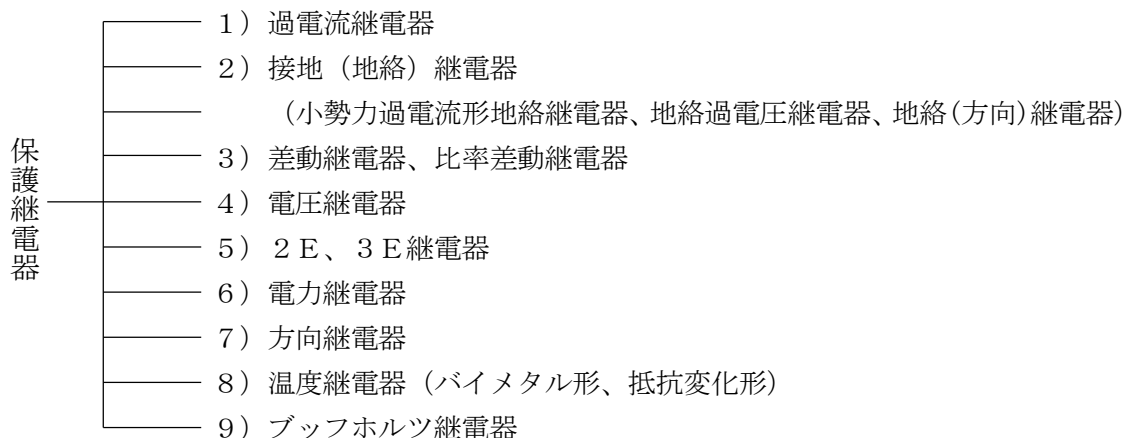 保護継電器
１）過電流継電器
２）接地（地絡）継電器
（小勢力過電流形地絡継電器、地絡過電圧継電器、地絡(方向)継電器）
３）差動継電器、比率差動継電器
４）電圧継電器
５）２Ｅ、３Ｅ継電器
６）電力継電器
７）方向継電器
８）温度継電器（バイメタル形、抵抗変化形）
９）ブッフホルツ継電器